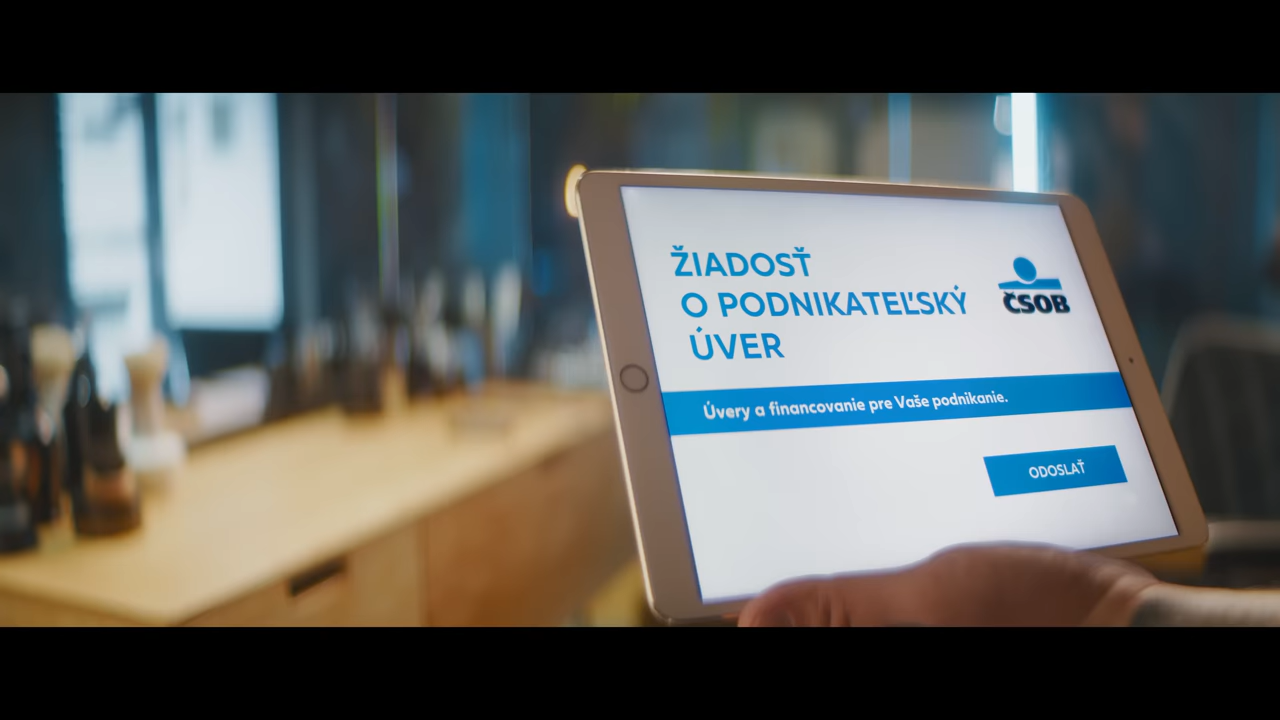 ŽIADOSŤ
O PODNIKATEĽSKÝ
ÚVER
ČSOB
Úvery a financovanie pre Vaše podnikanie.
ODOSLAŤ